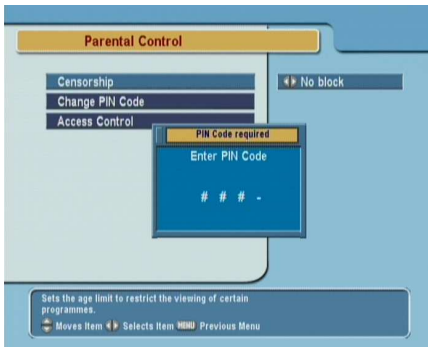 Parental Control
Censorship
No block
Change PIN Code
Access Control
PIN Code required
Enter PIN Code
# # # -
Sets the age limit to restrict the viewing of certain
programmes.
Moves Item Selects Item MENU Previous Menu